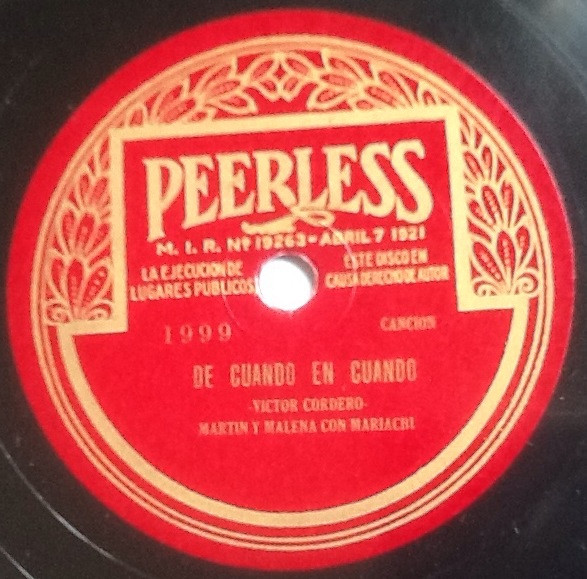 PEERLESS
M. I. R. Nº 19263 - ABRIL 7 1921
LA EJECUCION DE ESTE DISCO EN
LUGARES PUBLICOS CAUSA DERECHO DE AUTOR
1999 CANCION
DE CUANDO EN CUANDO
-VICTOR CORDERO-
MARTIN Y MALENA CON MARIACHI